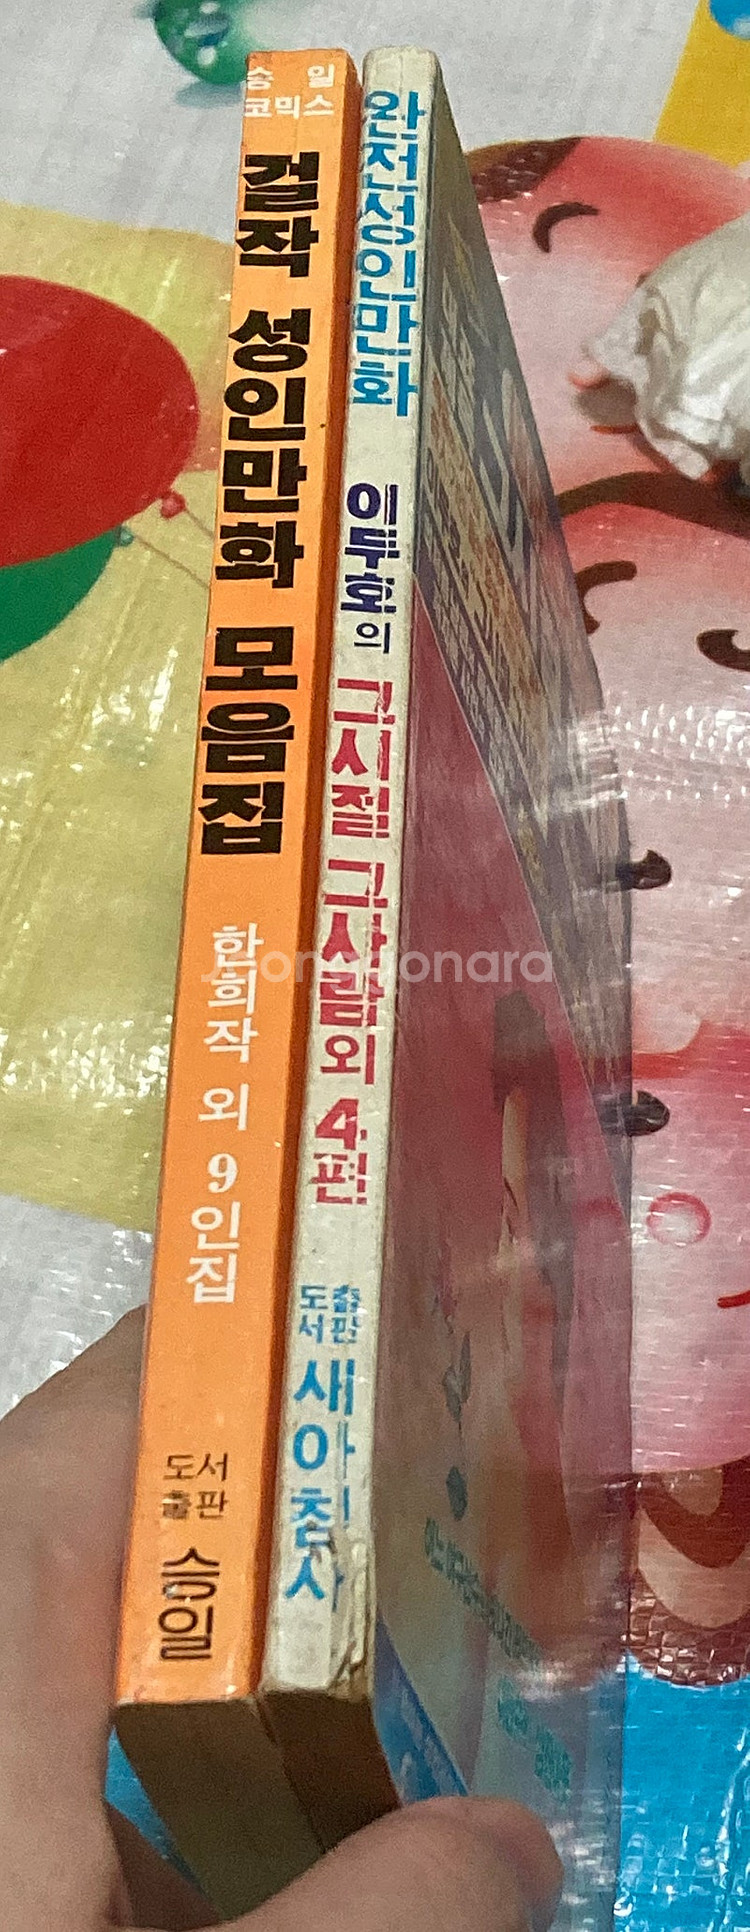 승일
코믹스
걸작 성인만화 모음집
한희작 외 9인집
도서
출판
승일
완전성인만화
이두호의
그시절 그사람외 4편
도서
출판
새아침사
Joonggonara